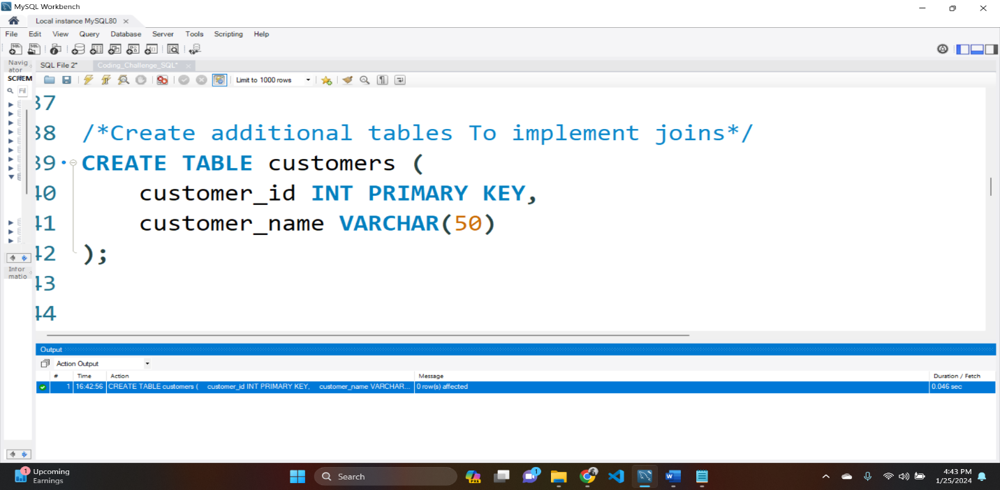 MySQL Workbench
Local instance MySQL80
File Edit View Query Database Server Tools Scripting Help
Navig
ator
SQL File 2* Coding_Challenge_SQL*
SCHEM
Limit to 1000 rows
Fil
37
38 /*Create additional tables To implement joins*/
39 CREATE TABLE customers (
40 customer_id INT PRIMARY KEY,
41 customer_name VARCHAR(50)
42 );
Infor
matio
43
44
Output
Action Output
# Time Action Message Duration / Fetch
1 16:42:56 CREATE TABLE customers ( customer_id INT PRIMARY KEY, customer_name VARCHAR... 0 row(s) affected 0.046 sec
1 Upcoming
Earnings
Search
PRE
1
4:43 PM
1/25/2024